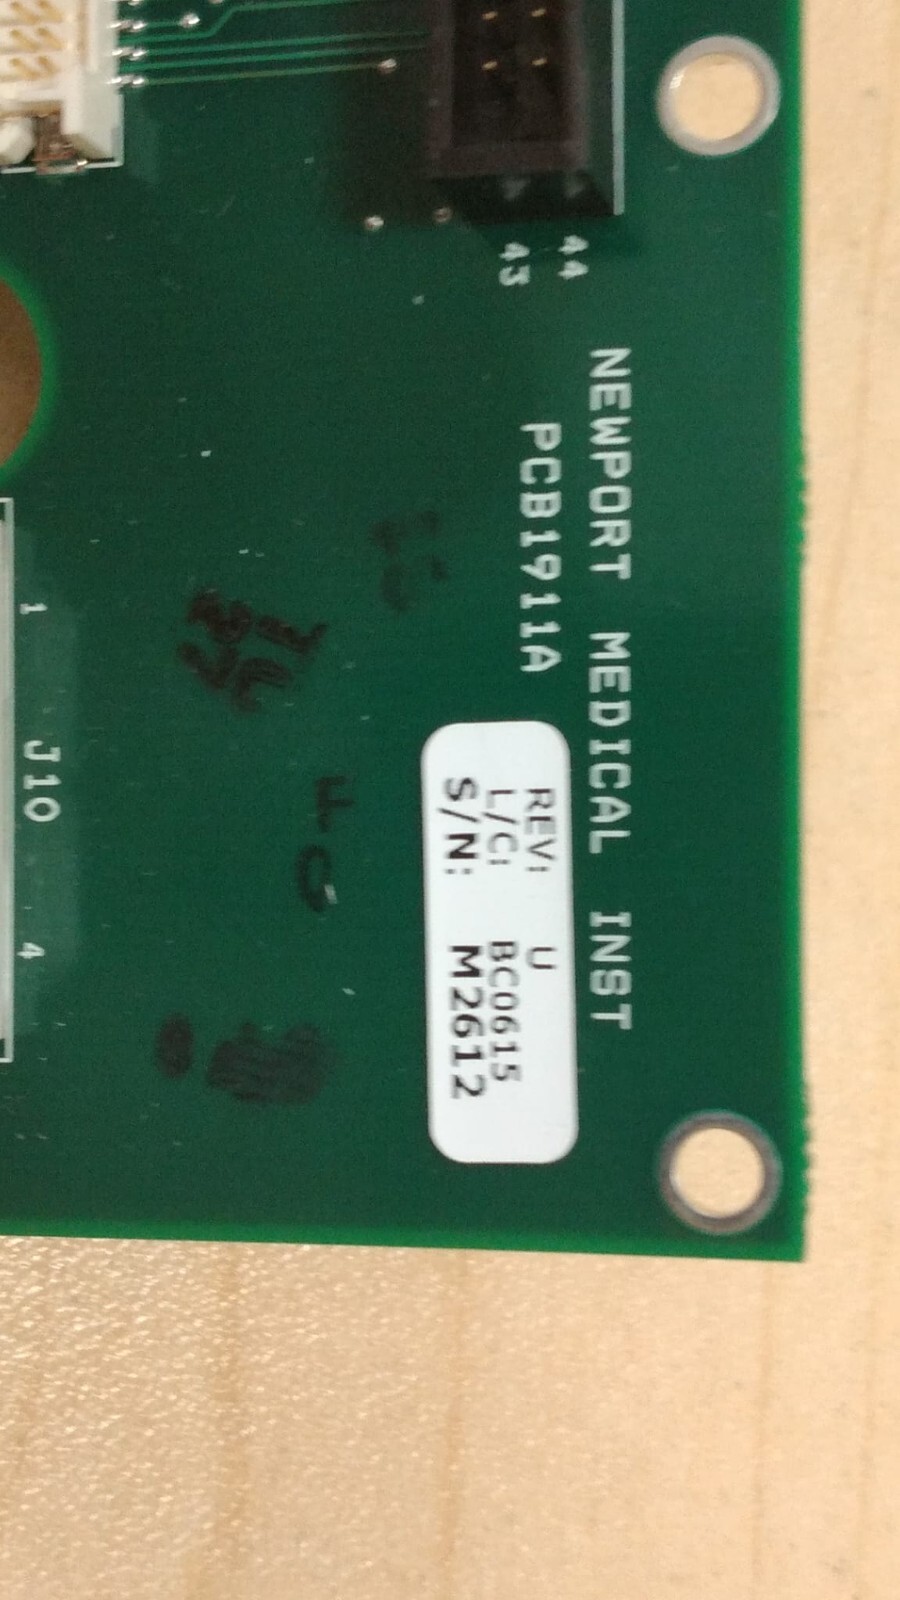 44
43
NEWPORT MEDICAL INST
PCB1911A
REV: U
L/C: BC0615
S/N: M2612
1 J10 4